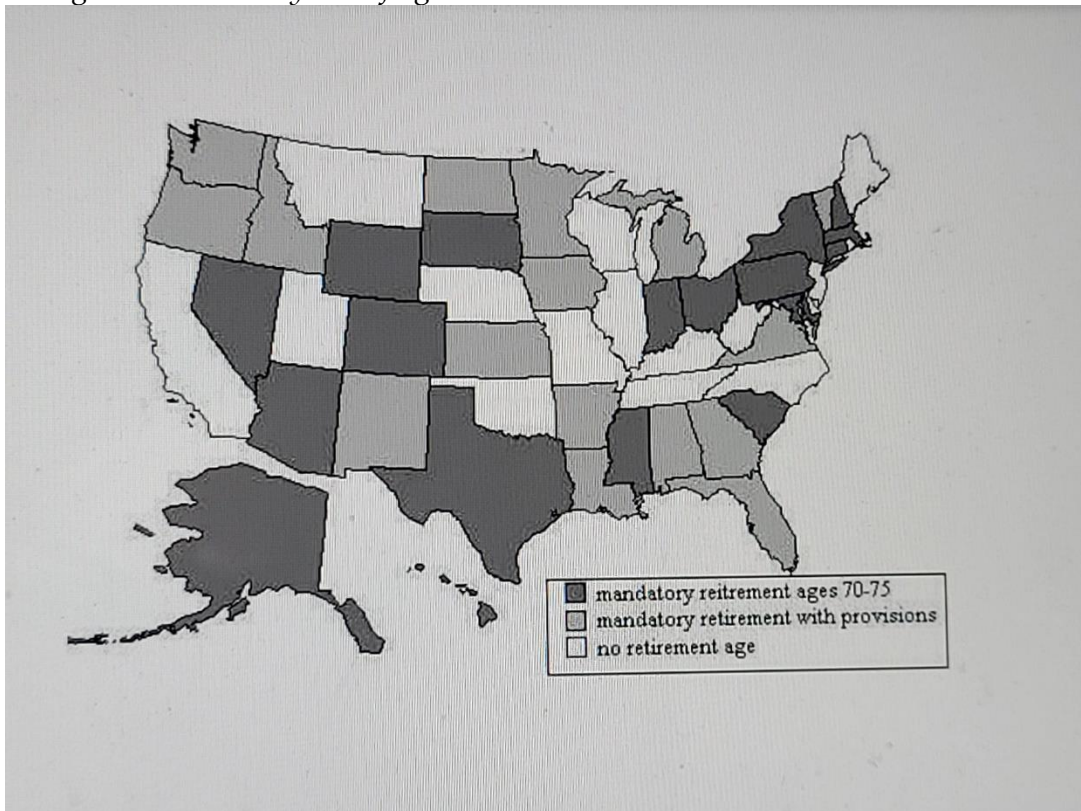 mandatory reitrement ages 70-75
mandatory retirement with provisions
no retirement age